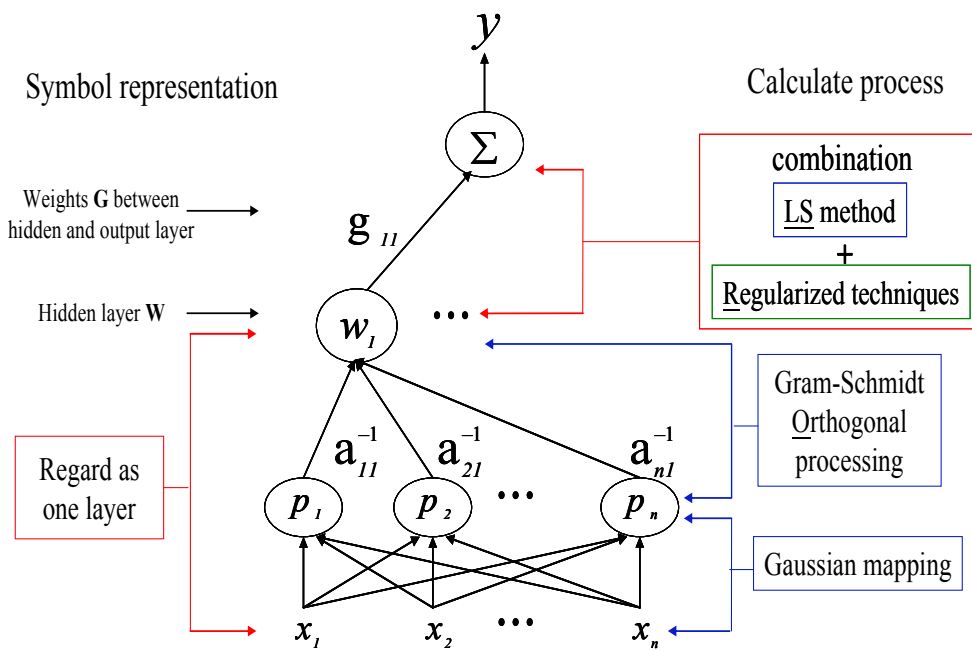 y
Symbol representation
Calculate process
Σ
combination
LS method
+
Regularized techniques
Weights G between
hidden and output layer
g 11
Hidden layer W
w1
...
Gram-Schmidt
Orthogonal
processing
Regard as
one layer
a11^-1 a21^-1 an1^-1
p1 p2 ... pn
Gaussian mapping
x1 x2 ... xn